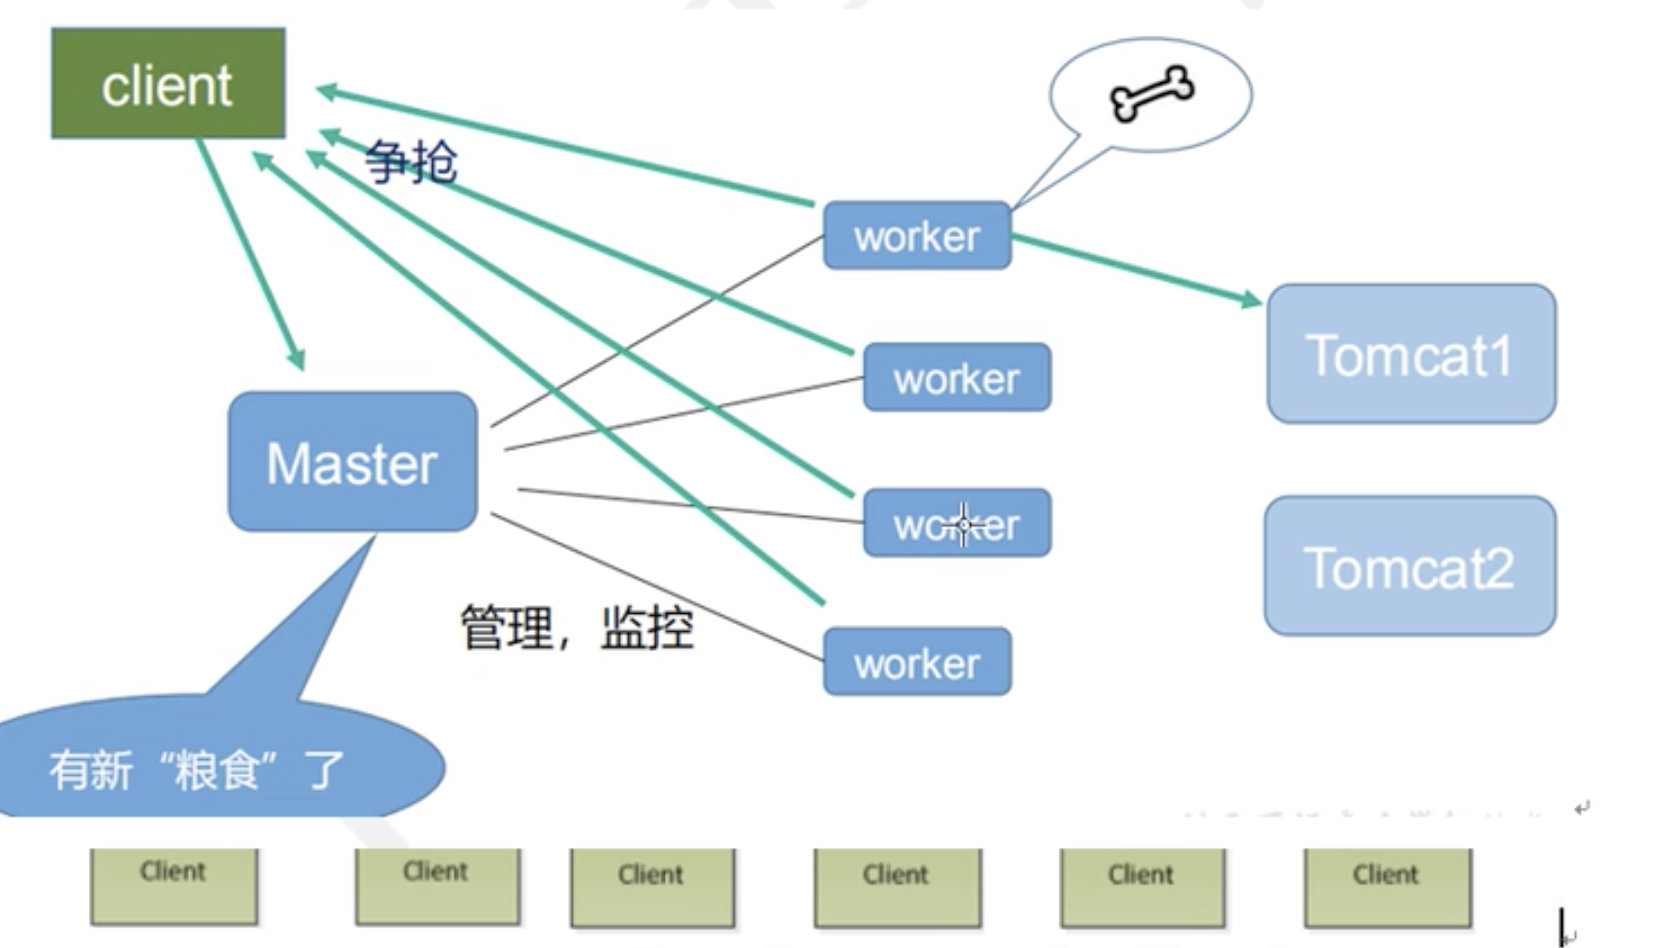 client
争抢
worker
worker
Tomcat1
Master
worker
Tomcat2
管理，监控
worker
有新“粮食”了
Client
Client
Client
Client
Client
Client